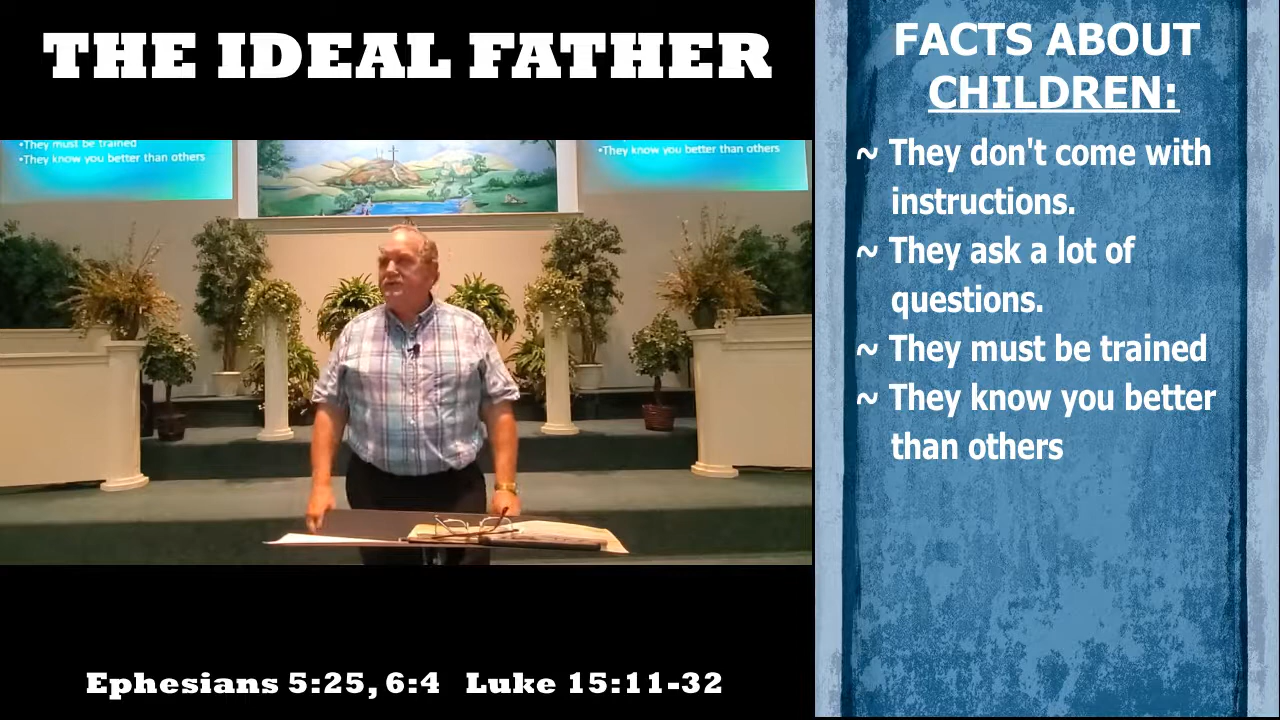 THE IDEAL FATHER
•They must be trained
•They know you better than others
•They know you better than others
Ephesians 5:25, 6:4 Luke 15:11-32
FACTS ABOUT
CHILDREN:
~ They don't come with
instructions.
~ They ask a lot of
questions.
~ They must be trained
~ They know you better
than others